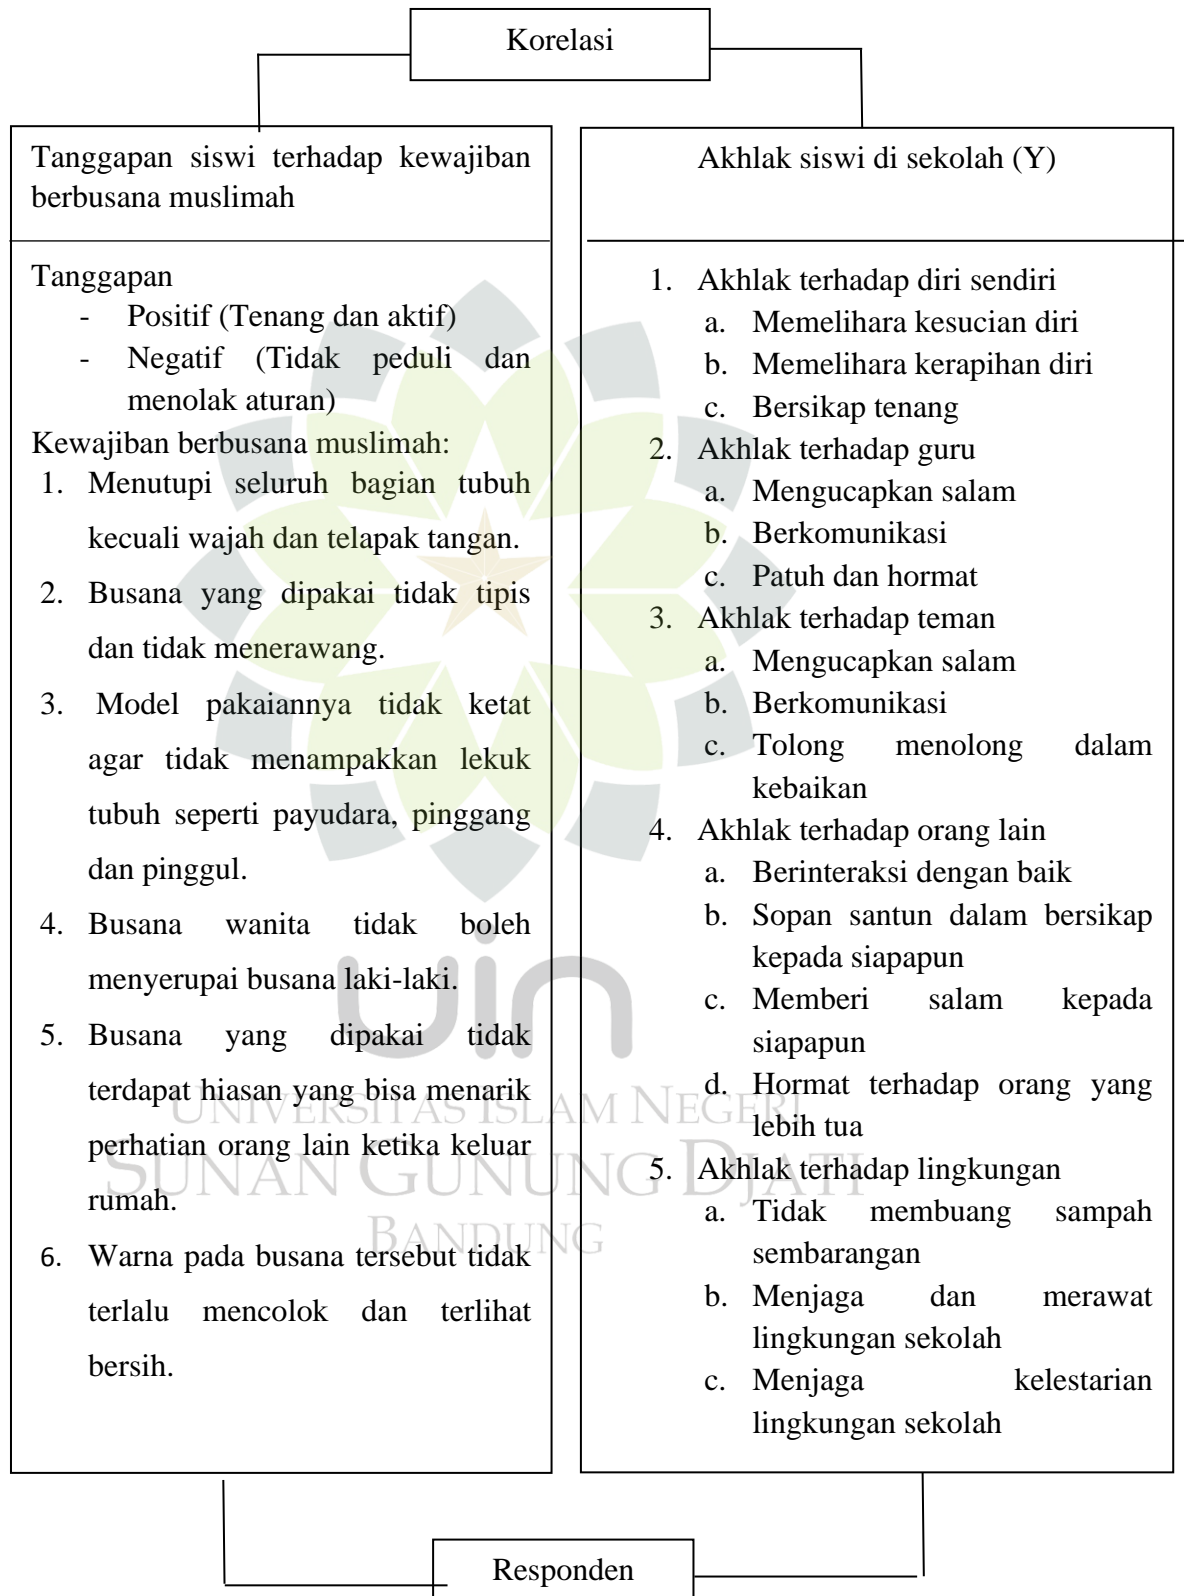 Korelasi
Tanggapan siswi terhadap kewajiban
berbusana muslimah
Tanggapan
- Positif (Tenang dan aktif)
- Negatif (Tidak peduli dan
menolak aturan)
Kewajiban berbusana muslimah:
1. Menutupi seluruh bagian tubuh
kecuali wajah dan telapak tangan.
2. Busana yang dipakai tidak tipis
dan tidak menerawang.
3. Model pakaiannya tidak ketat
agar tidak menampakkan lekuk
tubuh seperti payudara, pinggang
dan pinggul.
4. Busana wanita tidak boleh
menyerupai busana laki-laki.
5. Busana yang dipakai tidak
terdapat hiasan yang bisa menarik
perhatian orang lain ketika keluar
rumah.
6. Warna pada busana tersebut tidak
terlalu mencolok dan terlihat
bersih.
Akhlak siswi di sekolah (Y)
1. Akhlak terhadap diri sendiri
a. Memelihara kesucian diri
b. Memelihara kerapihan diri
c. Bersikap tenang
2. Akhlak terhadap guru
a. Mengucapkan salam
b. Berkomunikasi
c. Patuh dan hormat
3. Akhlak terhadap teman
a. Mengucapkan salam
b. Berkomunikasi
c. Tolong menolong dalam
kebaikan
4. Akhlak terhadap orang lain
a. Berinteraksi dengan baik
b. Sopan santun dalam bersikap
kepada siapapun
c. Memberi salam kepada
siapapun
d. Hormat terhadap orang yang
lebih tua
5. Akhlak terhadap lingkungan
a. Tidak membuang sampah
sembarangan
b. Menjaga dan merawat
lingkungan sekolah
c. Menjaga kelestarian
lingkungan sekolah
Responden
uin
UNIVERSITAS ISLAM NEGERI
SUNAN GUNUNG DJATI
BANDUNG